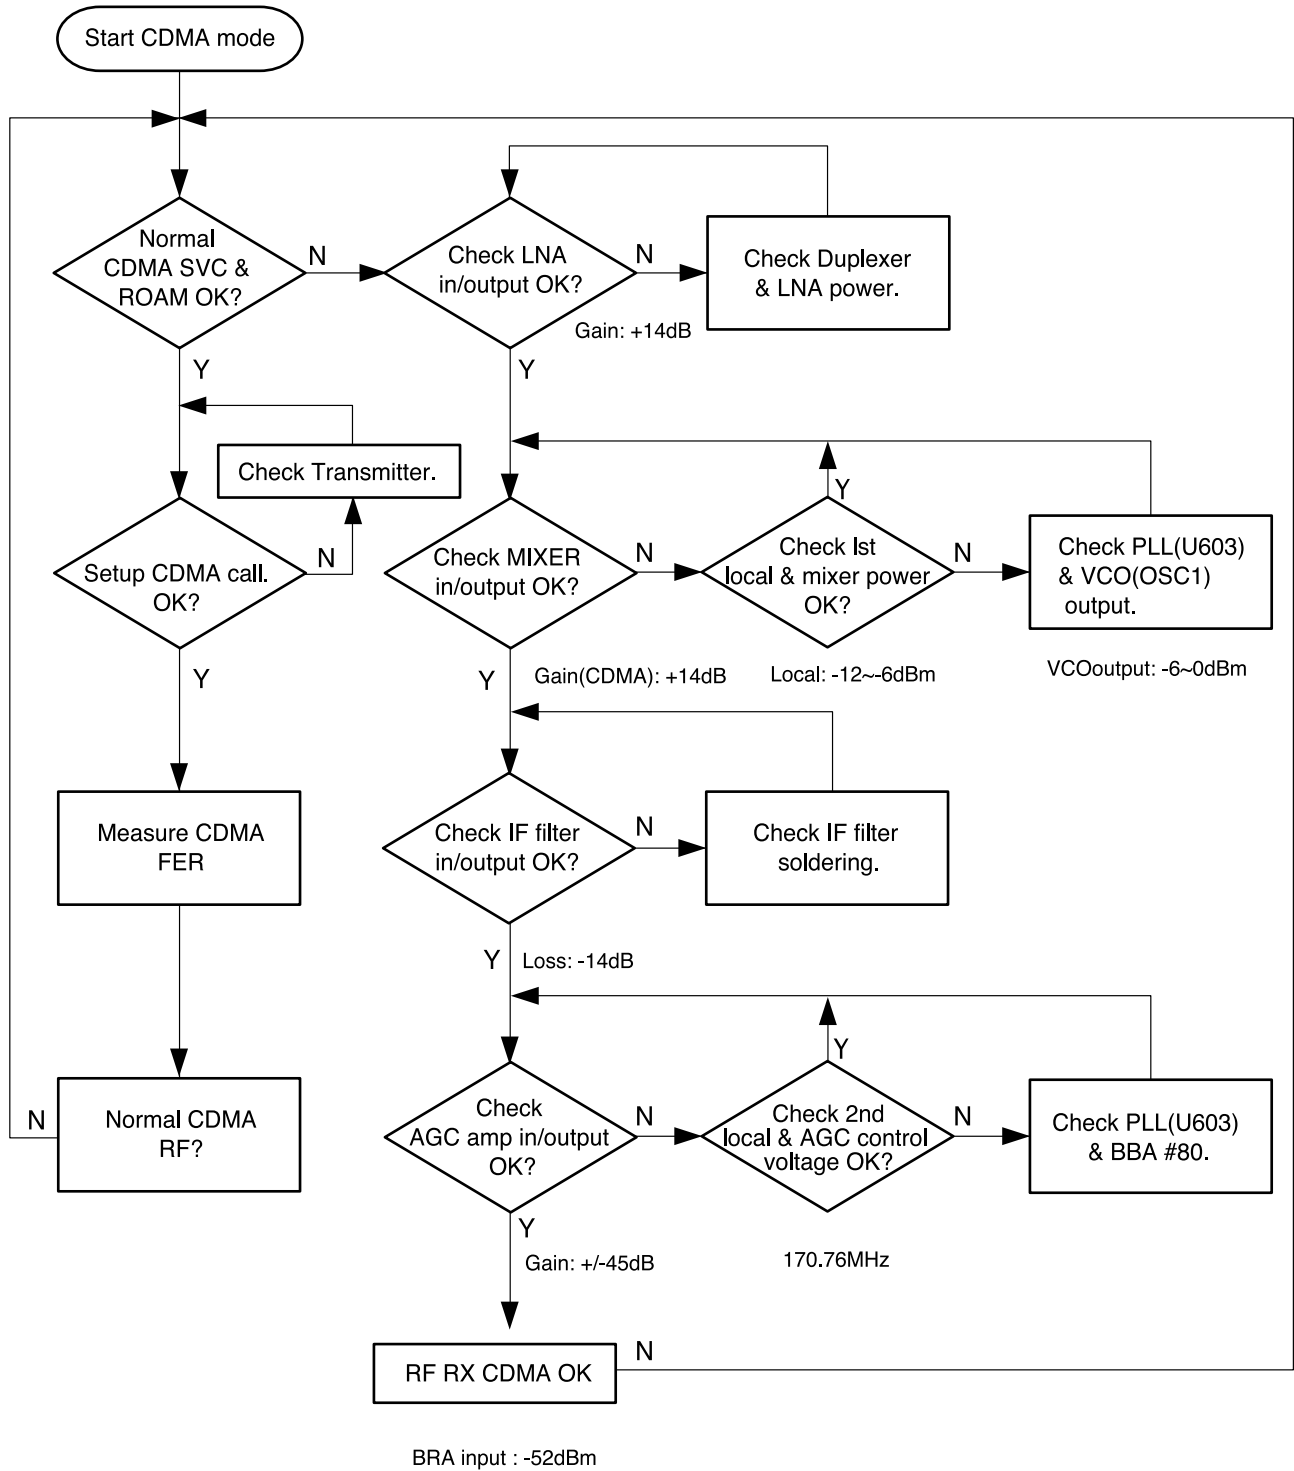 Start CDMA mode
Normal
CDMA SVC &
ROAM OK?
N
Check LNA
in/output OK?
N
Check Duplexer
& LNA power.
Gain: +14dB
Y
Y
Check Transmitter.
Setup CDMA call.
OK?
N
Check MIXER
in/output OK?
N
Y
Check Ist
local & mixer power
OK?
N
Check PLL(U603)
& VCO(OSC1)
output.
Y
Y
Gain(CDMA): +14dB
Local: -12~-6dBm
VCOoutput: -6~0dBm
Measure CDMA
FER
Check IF filter
in/output OK?
N
Check IF filter
soldering.
Y
Loss: -14dB
N
Normal CDMA
RF?
Check
AGC amp in/output
OK?
N
Y
Check 2nd
local & AGC control
voltage OK?
N
Check PLL(U603)
& BBA #80.
Y
Gain: +/-45dB
170.76MHz
RF RX CDMA OK
N
BRA input : -52dBm